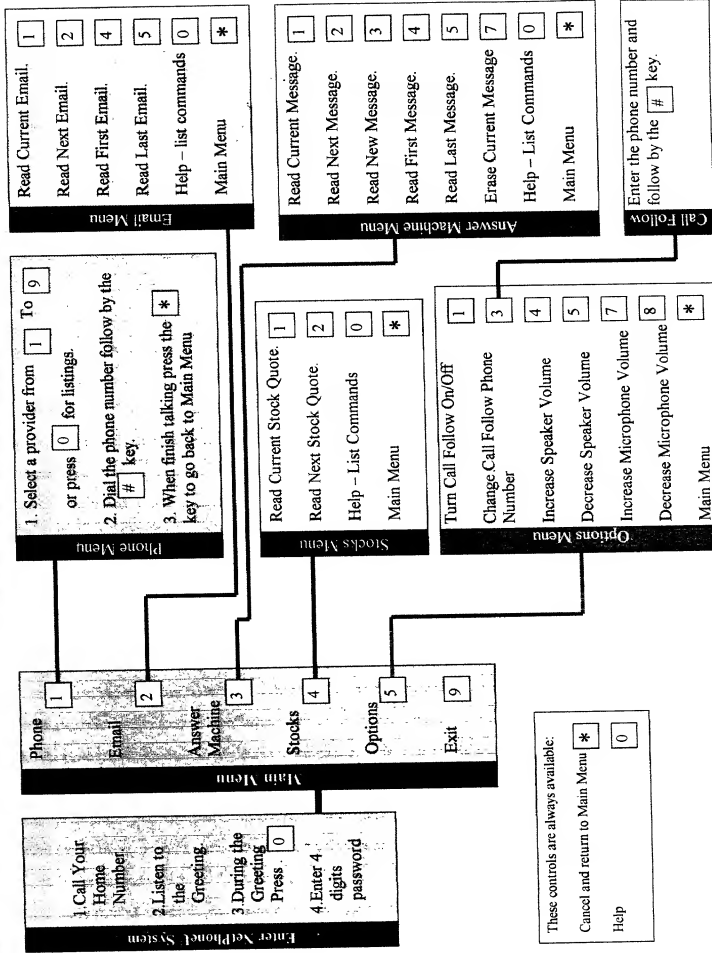 Enter NetPhone System
1.Call Your
Home
Number.
2.Listen to
the
Greeting.
3.During the
Greeting
Press 0
4.Enter 4
digits
password
Main Menu
Phone 1
Email 2
Answer
Machine 3
Stocks 4
Options 5
Exit 9
These controls are always available:
Cancel and return to Main Menu *
Help 0
Phone Menu
1. Select a provider from 1 To 9
or press 0 for listings.
2. Dial the phone number follow by the
# key.
3. When finish talking press the *
key to go back to Main Menu
Email Menu
Read Current Email. 1
Read Next Email. 2
Read First Email. 4
Read Last Email. 5
Help – list commands 0
Main Menu *
Stocks Menu
Read Current Stock Quote. 1
Read Next Stock Quote. 2
Help – List Commands 0
Main Menu *
Answer Machine Menu
Read Current Message. 1
Read Next Message. 2
Read New Message. 3
Read First Message. 4
Read Last Message. 5
Erase Current Message 7
Help – List Commands 0
Main Menu *
Options Menu
Turn Call Follow On/Off 1
Change Call Follow Phone 3
Number
Increase Speaker Volume 4
Decrease Speaker Volume 5
Increase Microphone Volume 7
Decrease Microphone Volume 8
Main Menu *
Call Follow
Enter the phone number and
follow by the # key.